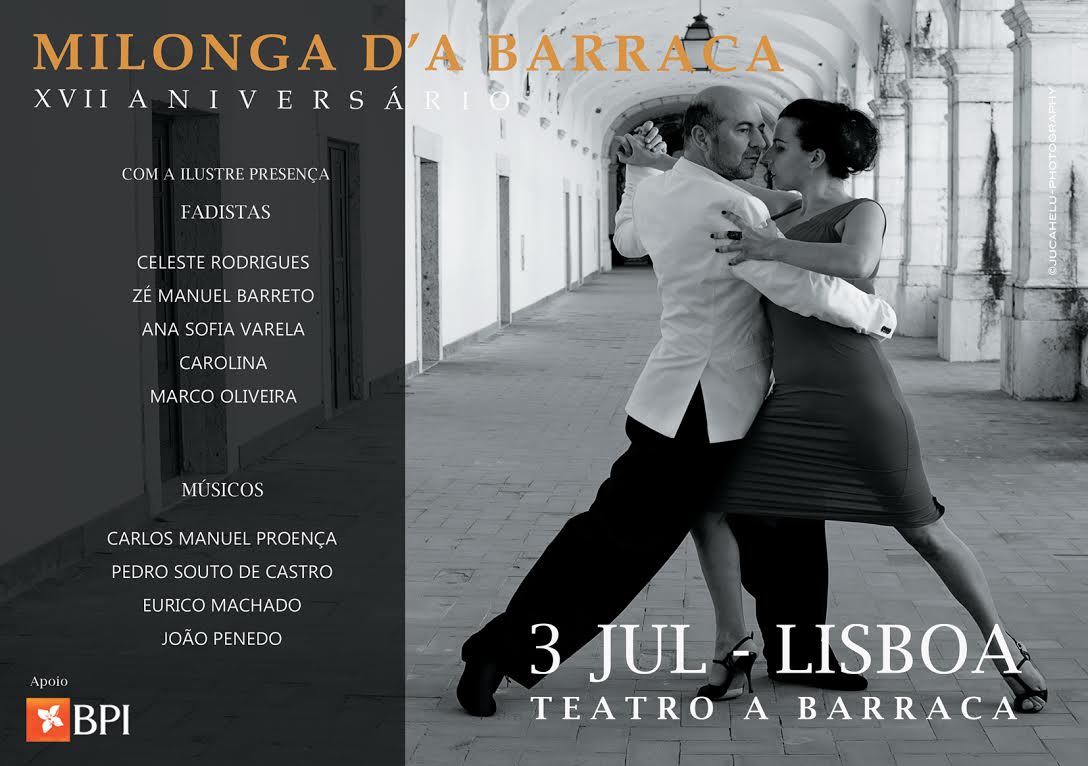 MILONGA D'A BARRACA
XVII ANIVERSÁRIO
COM A ILUSTRE PRESENÇA
FADISTAS
CELESTE RODRIGUES
ZÉ MANUEL BARRETO
ANA SOFIA VARELA
CAROLINA
MARCO OLIVEIRA
MÚSICOS
CARLOS MANUEL PROENÇA
PEDRO SOUTO DE CASTRO
EURICO MACHADO
JOÃO PENEDO
Apoio
BPI
©JUCAHELU-PHOTOGRAPHY
3 JUL - LISBOA
TEATRO A BARRACA